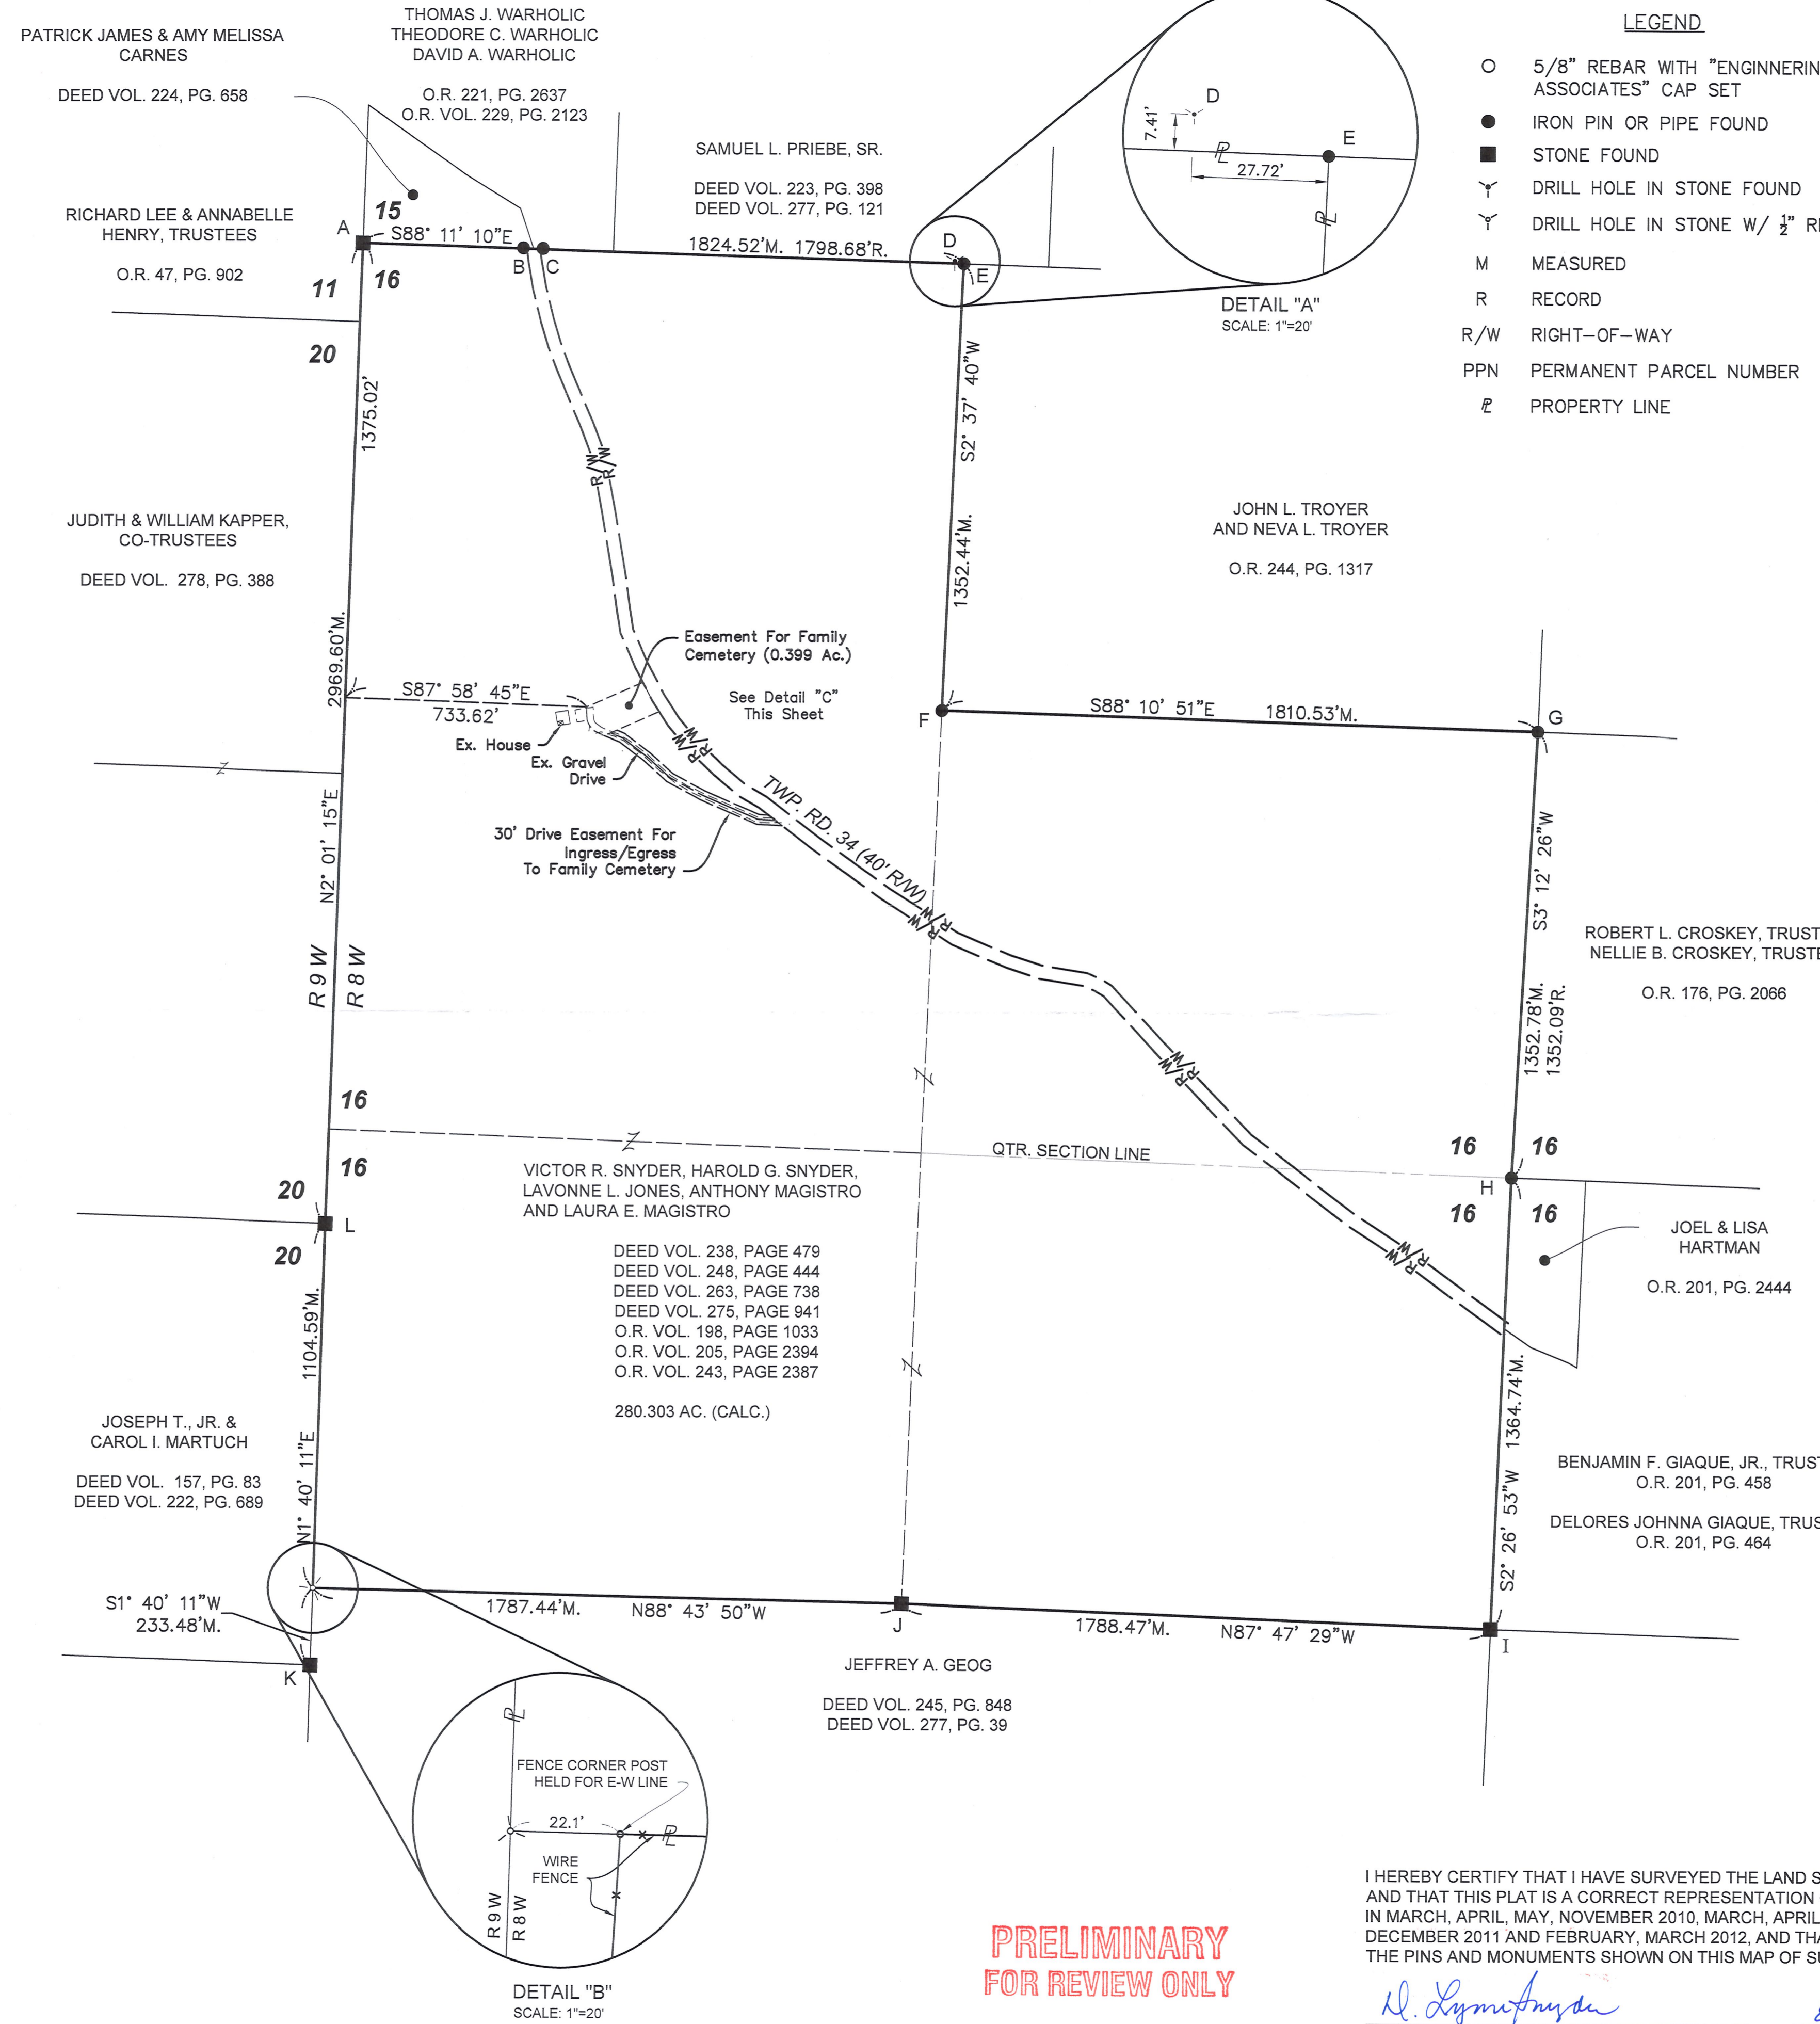 PATRICK JAMES & AMY MELISSA
CARNES
DEED VOL. 224, PG. 658
THOMAS J. WARHOLIC
THEODORE C. WARHOLIC
DAVID A. WARHOLIC
O.R. 221, PG. 2637
O.R. VOL. 229, PG. 2123
SAMUEL L. PRIEBE, SR.
DEED VOL. 223, PG. 398
DEED VOL. 277, PG. 121
D
7.41'
E
PL
27.72'
PL
DETAIL "A"
SCALE: 1"=20'
LEGEND
5/8" REBAR WITH "ENGINNERIN
ASSOCIATES" CAP SET
IRON PIN OR PIPE FOUND
STONE FOUND
DRILL HOLE IN STONE FOUND
DRILL HOLE IN STONE W/ 1/2" R
M MEASURED
R RECORD
R/W RIGHT-OF-WAY
PPN PERMANENT PARCEL NUMBER
PL PROPERTY LINE
RICHARD LEE & ANNABELLE
HENRY, TRUSTEES
O.R. 47, PG. 902
15
A
S88° 11' 10"E
B C
1824.52'M. 1798.68'R.
D
E
11 16
20
1375.02'
S2° 37' 40"W
1352.44'M.
R/W
R/W
JUDITH & WILLIAM KAPPER,
CO-TRUSTEES
DEED VOL. 278, PG. 388
JOHN L. TROYER
AND NEVA L. TROYER
O.R. 244, PG. 1317
2969.60'M.
Easement For Family
Cemetery (0.399 Ac.)
See Detail "C"
This Sheet
S87° 58' 45"E
733.62'
Ex. House
Ex. Gravel
Drive
R/W
R/W
F
S88° 10' 51"E 1810.53'M.
G
30' Drive Easement For
Ingress/Egress
To Family Cemetery
TWP. RD. 34 (40' R/W)
R/W
R/W
N2° 01' 15"E
R 9 W
R 8 W
S3° 12' 26"W
1352.78'M.
1352.09'R.
ROBERT L. CROSKEY, TRUST
NELLIE B. CROSKEY, TRUSTE
O.R. 176, PG. 2066
R/W
R/W
16
QTR. SECTION LINE
16 16
H
16 16
20 16
L
20
VICTOR R. SNYDER, HAROLD G. SNYDER,
LAVONNE L. JONES, ANTHONY MAGISTRO
AND LAURA E. MAGISTRO
DEED VOL. 238, PAGE 479
DEED VOL. 248, PAGE 444
DEED VOL. 263, PAGE 738
DEED VOL. 275, PAGE 941
O.R. VOL. 198, PAGE 1033
O.R. VOL. 205, PAGE 2394
O.R. VOL. 243, PAGE 2387
280.303 AC. (CALC.)
R/W
R/W
JOEL & LISA
HARTMAN
O.R. 201, PG. 2444
1104.59'M.
N1° 40' 11"E
JOSEPH T., JR. &
CAROL I. MARTUCH
DEED VOL. 157, PG. 83
DEED VOL. 222, PG. 689
1364.74'M.
S2° 26' 53"W
BENJAMIN F. GIAQUE, JR., TRUST
O.R. 201, PG. 458
DELORES JOHNNA GIAQUE, TRUS
O.R. 201, PG. 464
S1° 40' 11"W
233.48'M.
K
1787.44'M. N88° 43' 50"W
J
1788.47'M. N87° 47' 29"W
I
JEFFREY A. GEOG
DEED VOL. 245, PG. 848
DEED VOL. 277, PG. 39
PL
FENCE CORNER POST
HELD FOR E-W LINE
22.1'
PL
WIRE
FENCE
R 9 W
R 8 W
DETAIL "B"
SCALE: 1"=20'
PRELIMINARY
FOR REVIEW ONLY
I HEREBY CERTIFY THAT I HAVE SURVEYED THE LAND S
AND THAT THIS PLAT IS A CORRECT REPRESENTATION
IN MARCH, APRIL, MAY, NOVEMBER 2010, MARCH, APRIL
DECEMBER 2011 AND FEBRUARY, MARCH 2012, AND THA
THE PINS AND MONUMENTS SHOWN ON THIS MAP OF SU
D. Lynn Snyder